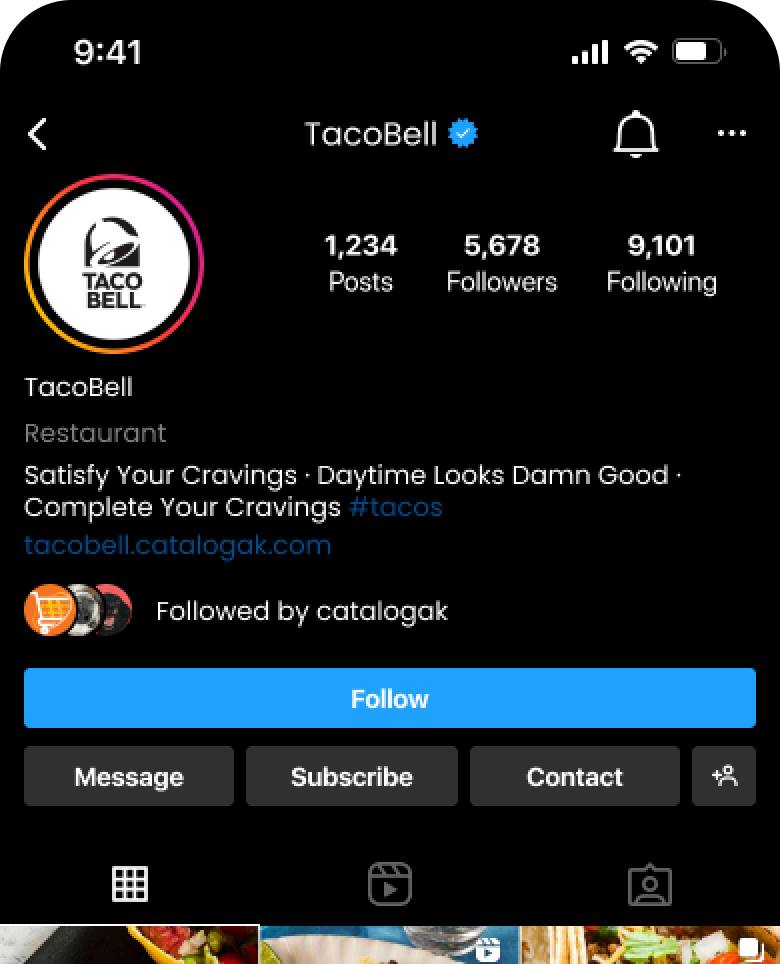 9:41
TacoBell
TACO
BELL
1,234 5,678 9,101
Posts Followers Following
TacoBell
Restaurant
Satisfy Your Cravings · Daytime Looks Damn Good ·
Complete Your Cravings #tacos
tacobell.catalogak.com
Followed by catalogak
Follow
Message Subscribe Contact